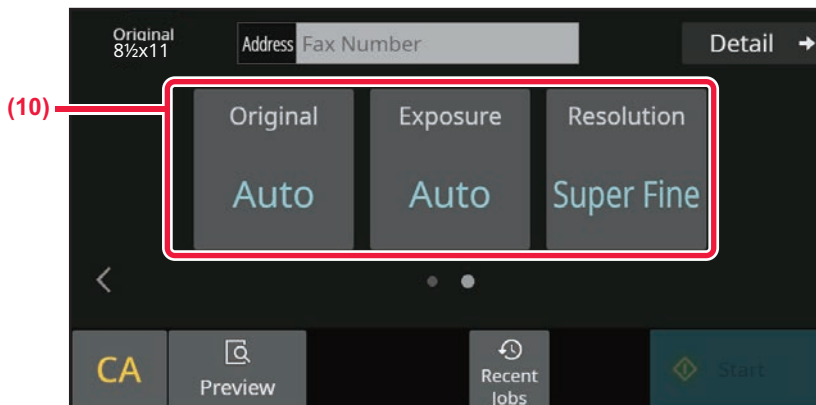 Original
8½x11
Address Fax Number
Detail
(10)
Original Exposure Resolution
Auto Auto Super Fine
CA
Preview
Recent
Jobs
Start